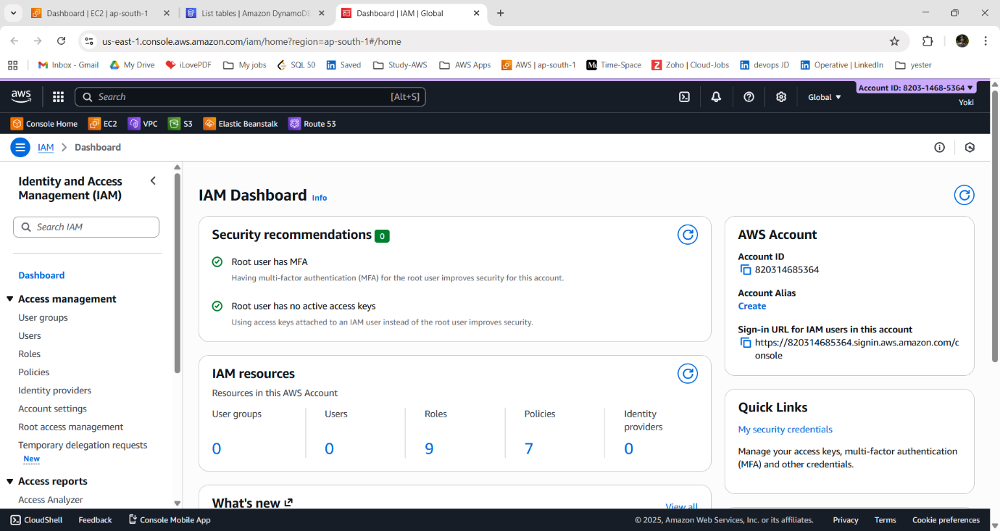 Dashboard | EC2 | ap-south-1
List tables | Amazon DynamoDB
Dashboard | IAM | Global
us-east-1.console.aws.amazon.com/iam/home?region=ap-south-1#/home
Inbox - Gmail
My Drive
iLovePDF
My jobs
SQL 50
Saved
Study-AWS
AWS Apps
AWS | ap-south-1
Time-Space
Zoho | Cloud-Jobs
devops JD
Operative | LinkedIn
yester
aws
Search
[Alt+S]
Global
Account ID: 8203-1468-5364
Yoki
Console Home
EC2
VPC
S3
Elastic Beanstalk
Route 53
IAM
Dashboard
Identity and Access
Management (IAM)
Search IAM
Dashboard
Access management
User groups
Users
Roles
Policies
Identity providers
Account settings
Root access management
Temporary delegation requests
New
Access reports
Access Analyzer
IAM Dashboard Info
Security recommendations 0
Root user has MFA
Having multi-factor authentication (MFA) for the root user improves security for this account.
Root user has no active access keys
Using access keys attached to an IAM user instead of the root user improves security.
IAM resources
Resources in this AWS Account
User groups
0
Users
0
Roles
9
Policies
7
Identity
providers
0
What's new
View all
AWS Account
Account ID
820314685364
Account Alias
Create
Sign-in URL for IAM users in this account
https://820314685364.signin.aws.amazon.com/c
onsole
Quick Links
My security credentials
Manage your access keys, multi-factor authentication
(MFA) and other credentials.
CloudShell
Feedback
Console Mobile App
© 2025, Amazon Web Services, Inc. or its affiliates.
Privacy
Terms
Cookie preferences